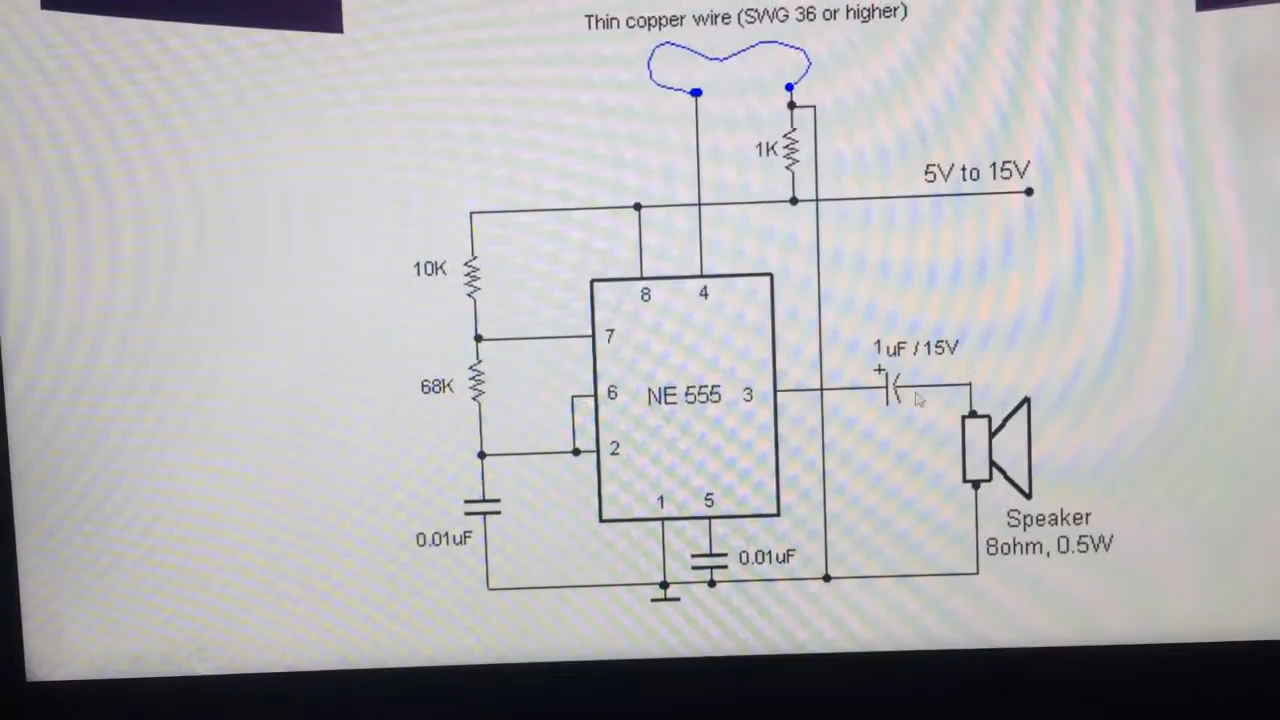 Thin copper wire (SWG 36 or higher)
1K
5V to 15V
10K
8 4
7
1uF / 15V
+
68K
6 NE 555 3
2
1 5
0.01uF
0.01uF
Speaker
8ohm, 0.5W